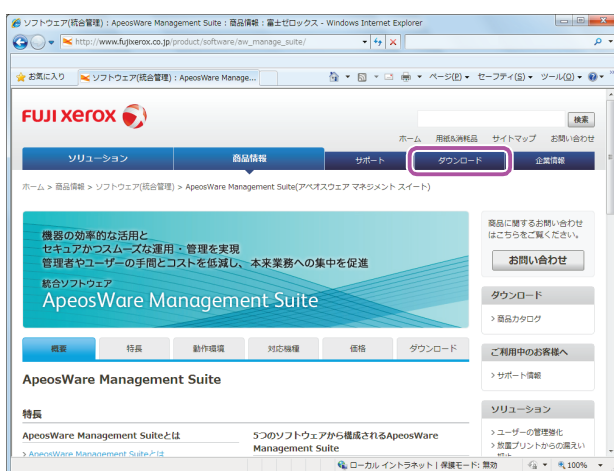 ソフトウェア(統合管理) : ApeosWare Management Suite : 商品情報 : 富士ゼロックス - Windows Internet Explorer
http://www.fujixerox.co.jp/product/software/aw_manage_suite/
お気に入り
ソフトウェア(統合管理) : ApeosWare Manage...
ページ(P)
セーフティ(S)
ツール(O)
FUJI XEROX
検索
ホーム 用紙&消耗品 サイトマップ お問い合わせ
ソリューション 商品情報 サポート ダウンロード 企業情報
ホーム > 商品情報 > ソフトウェア(統合管理) > ApeosWare Management Suite(アペオスウェア マネジメント スイート)
機器の効率的な活用と
セキュアかつスムーズな運用・管理を実現
管理者やユーザーの手間とコストを低減し、本来業務への集中を促進
統合ソフトウェア
ApeosWare Management Suite
商品に関するお問い合わせ
はこちらをご覧ください。
お問い合わせ
ダウンロード
> 商品カタログ
概要 特長 動作環境 対応機種 価格 ダウンロード
ご利用中のお客様へ
> サポート情報
ApeosWare Management Suite
特長
ApeosWare Management Suiteとは
> ApeosWare Management Suiteとは
5つのソフトウェアから構成されるApeosWare
Management Suite
ソリューション
> ユーザーの管理強化
> 放置プリントからの漏えい
ローカル イントラネット | 保護モード: 無効
100%